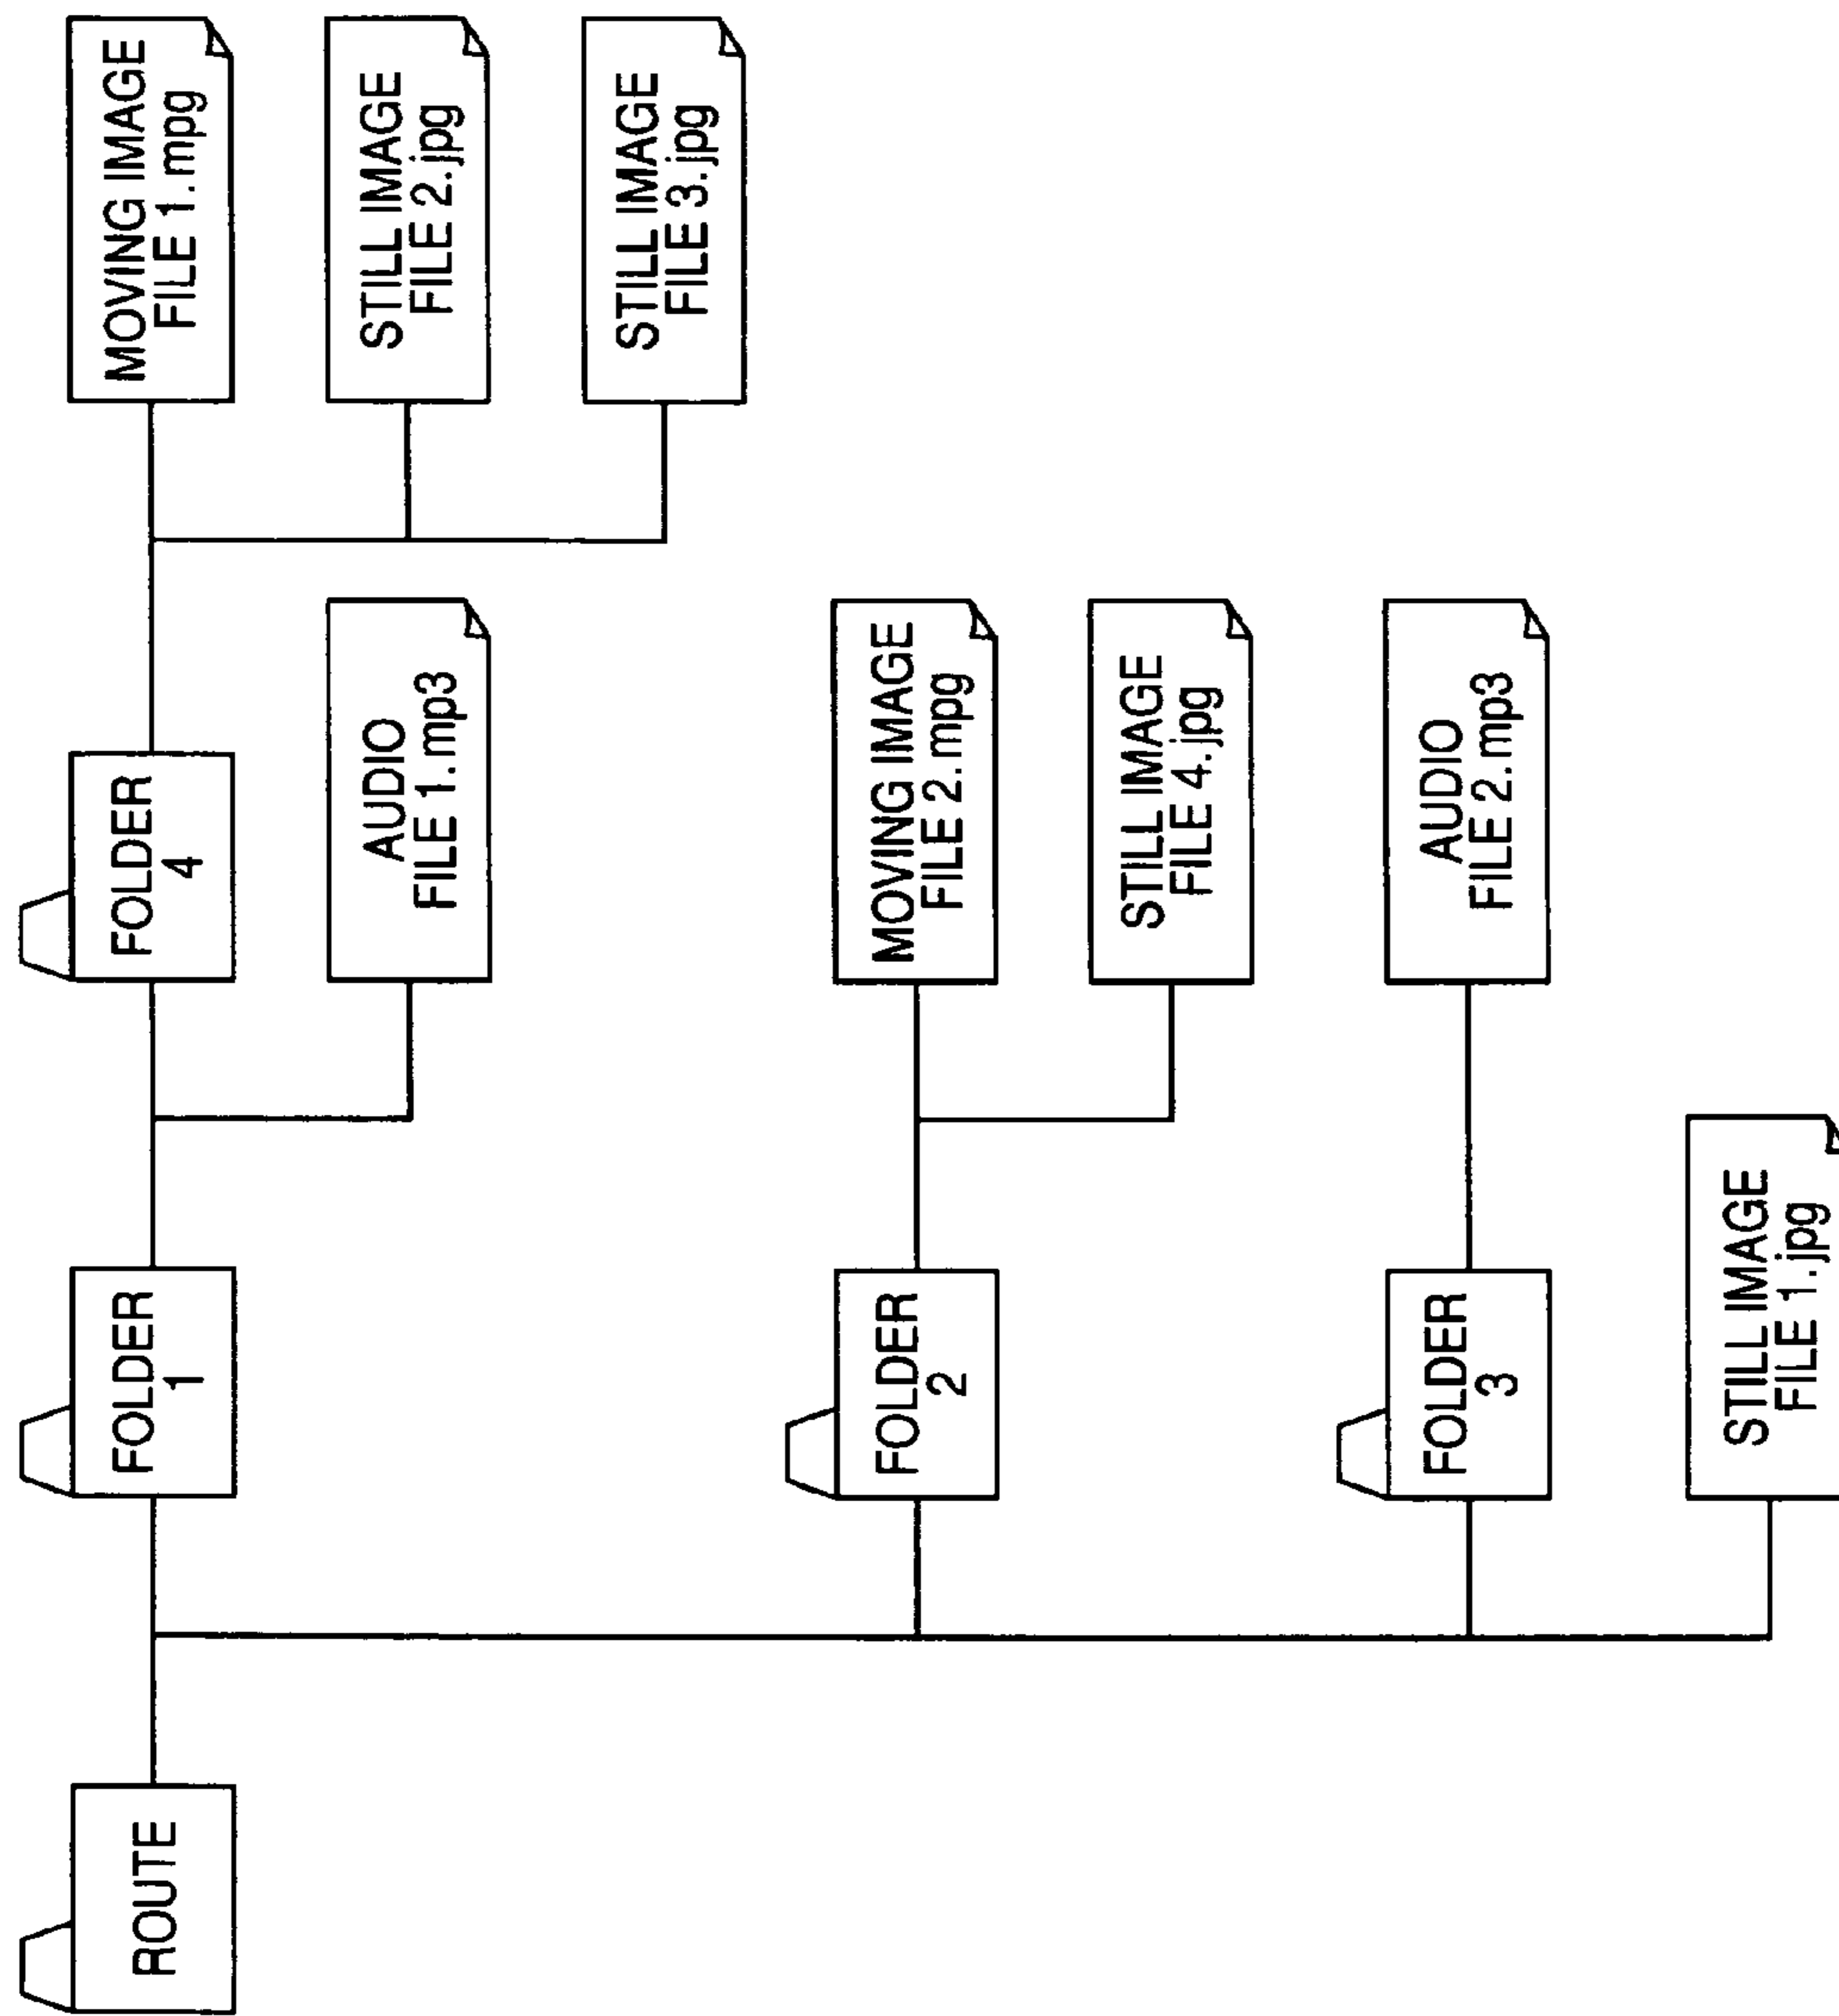 ROUTE
FOLDER
1
FOLDER
4
MOVING IMAGE
FILE 1.mpg
STILL IMAGE
FILE 2.jpg
STILL IMAGE
FILE 3.jpg
AUDIO
FILE 1.mp3
FOLDER
2
MOVING IMAGE
FILE 2.mpg
STILL IMAGE
FILE 4.jpg
FOLDER
3
AUDIO
FILE 2.mp3
STILL IMAGE
FILE 1.jpg